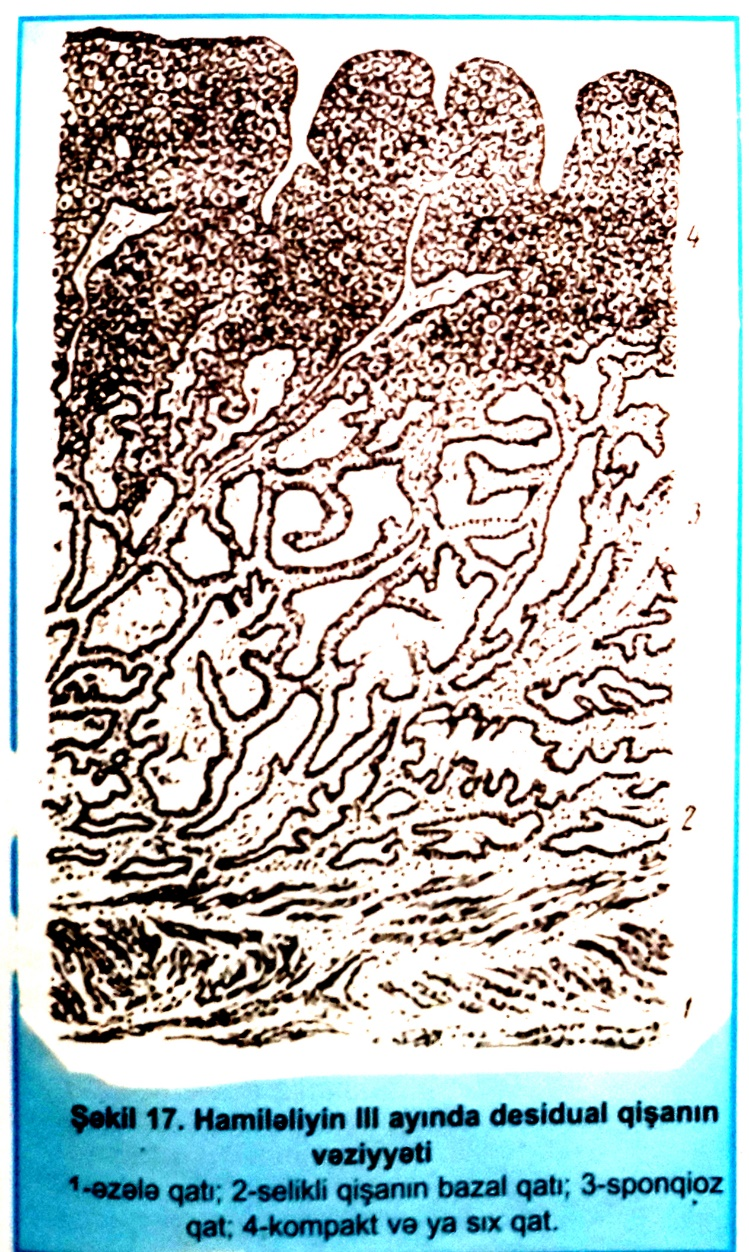 4
3
2
1
Şəkil 17. Hamiləliyin III ayında desidual qişanın
vəziyyəti
1-əzələ qatı; 2-selikli qişanın bazal qatı; 3-sponqioz
qat; 4-kompakt və ya sıx qat.